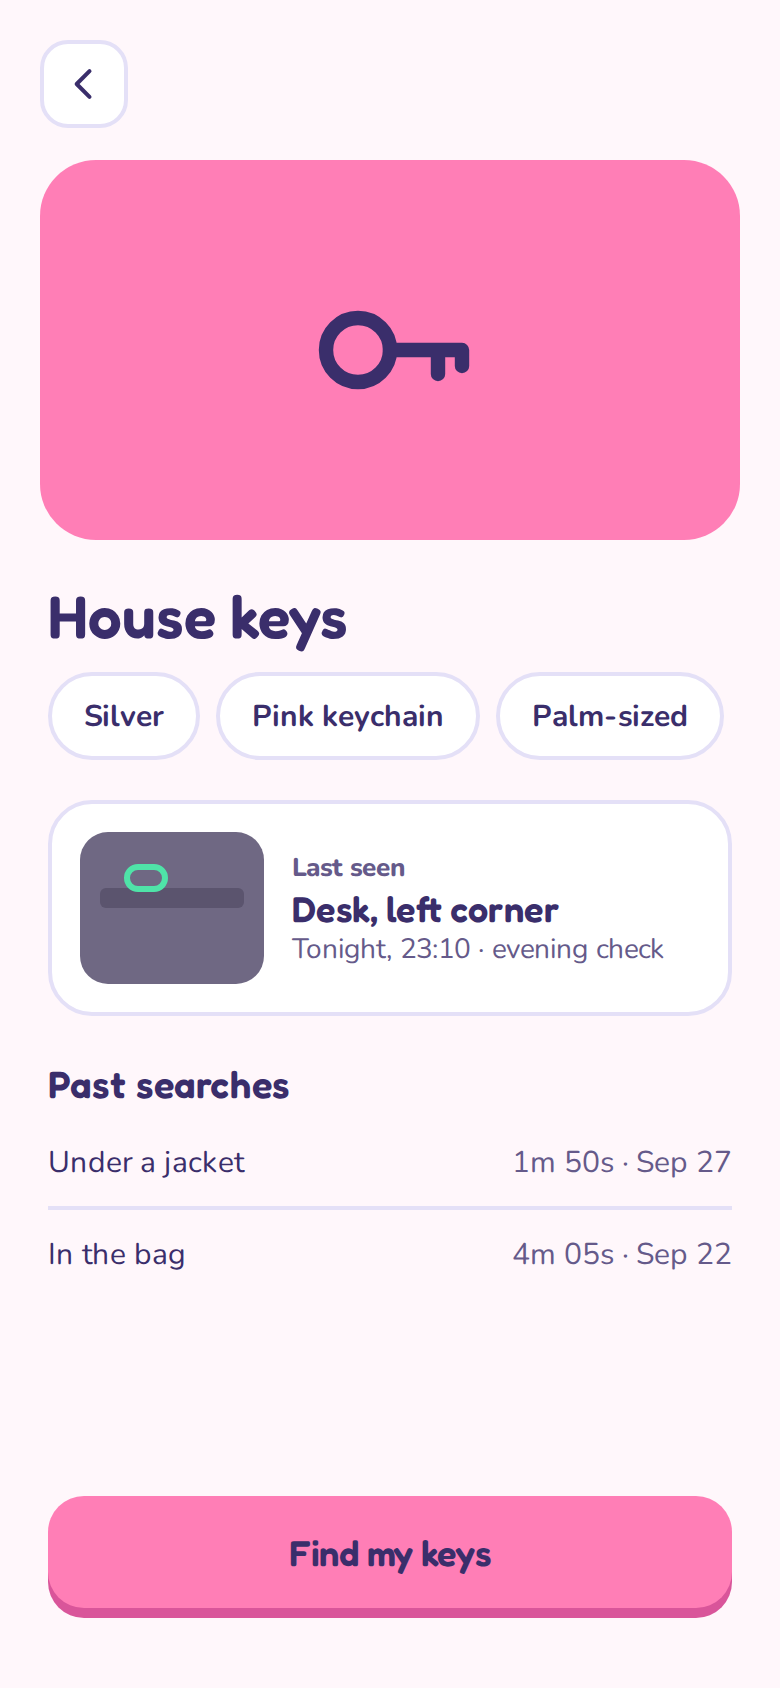 House keys
Silver
Pink keychain
Palm-sized
Last seen
Desk, left corner
Tonight, 23:10 · evening check
Past searches
Under a jacket
1m 50s · Sep 27
In the bag
4m 05s · Sep 22
Find my keys